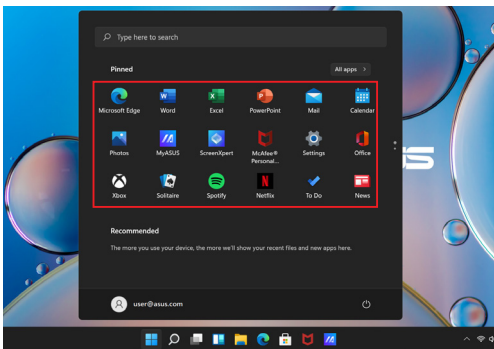 Type here to search
Pinned
All apps >
Microsoft Edge
Word
Excel
PowerPoint
Mail
Calendar
Photos
MyASUS
ScreenXpert
McAfee®
Personal...
Settings
Office
Xbox
Solitaire
Spotify
Netflix
To Do
News
Recommended
The more you use your device, the more we'll show your recent files and new apps here.
user@asus.com